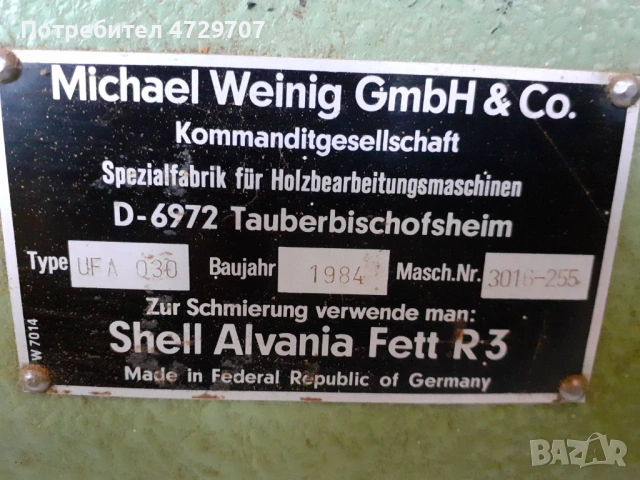 Потребител 4729707
Michael Weinig GmbH & Co.
Kommanditgesellschaft
Spezialfabrik für Holzbearbeitungsmaschinen
D-6972 Tauberbischofsheim
Type UFA 030 Baujahr 1984 Masch.Nr. 3016-255
Zur Schmierung verwende man:
Shell Alvania Fett R3
Made in Federal Republic of Germany
W 7014
BAZAR